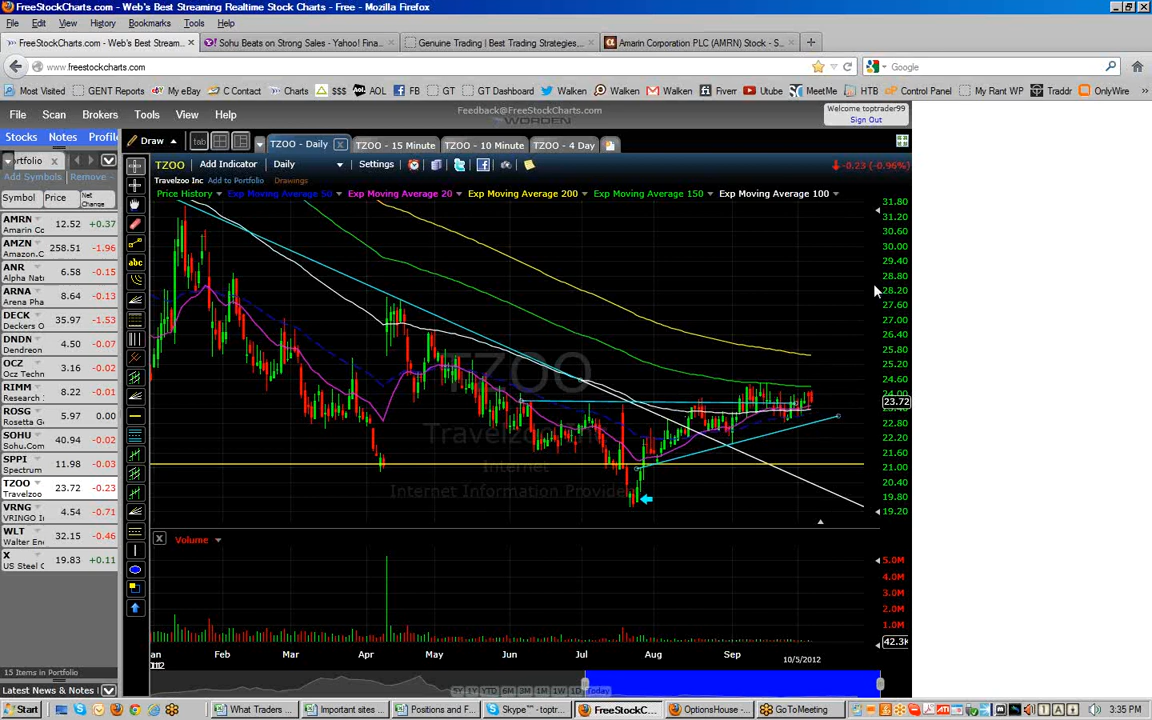 FreeStockCharts.com - Web's Best Streaming Realtime Stock Charts - Free - Mozilla Firefox
File Edit View History Bookmarks Tools Help
FreeStockCharts.com - Web's Best Stream...
Sohu Beats on Strong Sales - Yahoo! Fina...
Genuine Trading | Best Trading Strategies,...
Amarin Corporation PLC (AMRN) Stock - S...
www.freestockcharts.com
Google
Most Visited GENT Reports My eBay C Contact Charts $$$ AOL FB GT GT Dashboard Walken Walken Walken Fiverr Utube MeetMe HTB Control Panel My Rant WP Traddr OnlyWire
File Scan Brokers Tools View Help
Feedback@FreeStockCharts.com
WORDEN
Welcome toptrader99
Sign Out
Stocks Notes Profil
Draw
tab
TZOO - Daily
TZOO - 15 Minute
TZOO - 10 Minute
TZOO - 4 Day
ortfolio
Add Symbols Remove
TZOO Add Indicator Daily Settings
-0.23 (-0.96%)
Travelzoo Inc Add to Portfolio Drawings
Price History Exp Moving Average 50 Exp Moving Average 20 Exp Moving Average 200 Exp Moving Average 150 Exp Moving Average 100
Symbol Price Net Change
AMRN 12.52 +0.37
Amarin Co
AMZN 258.51 -1.96
Amazon.c
ANR 6.58 -0.15
Alpha Natu
ARNA 8.64 -0.13
Arena Pha
DECK 35.97 -1.53
Deckers O
DNDN 4.50 -0.07
Dendreon
OCZ 3.16 -0.02
Ocz Techn
RIMM 8.22 -0.01
Research
ROSG 5.97 0.00
Rosetta G
SOHU 40.94 -0.02
Sohu.Com
SPPI 11.98 -0.03
Spectrum
TZOO 23.72 -0.23
Travelzoo
VRNG 4.54 -0.71
VRINGO I
WLT 32.15 -0.46
Walter Ene
X 19.83 +0.11
US Steel C
abc
TZOO
Internet
Internet Information Provide
31.80
31.20
30.60
30.00
29.40
28.80
28.20
27.60
27.00
26.40
25.80
25.20
24.60
24.00
23.72
22.80
22.20
21.60
21.00
20.40
19.80
19.20
Volume
5.0M
4.0M
3.0M
2.0M
1.0M
42.3K
an Feb Mar Apr May Jun Jul Aug Sep
10/5/2012
15 Items in Portfolio
Latest News & Notes
YTD 6M 3M 1M 1W 1D Today
Start
What Traders ...
Important sites ...
Positions and F...
Skype™ - toptr...
FreeStockC...
OptionsHouse - ...
GoToMeeting
3:35 PM